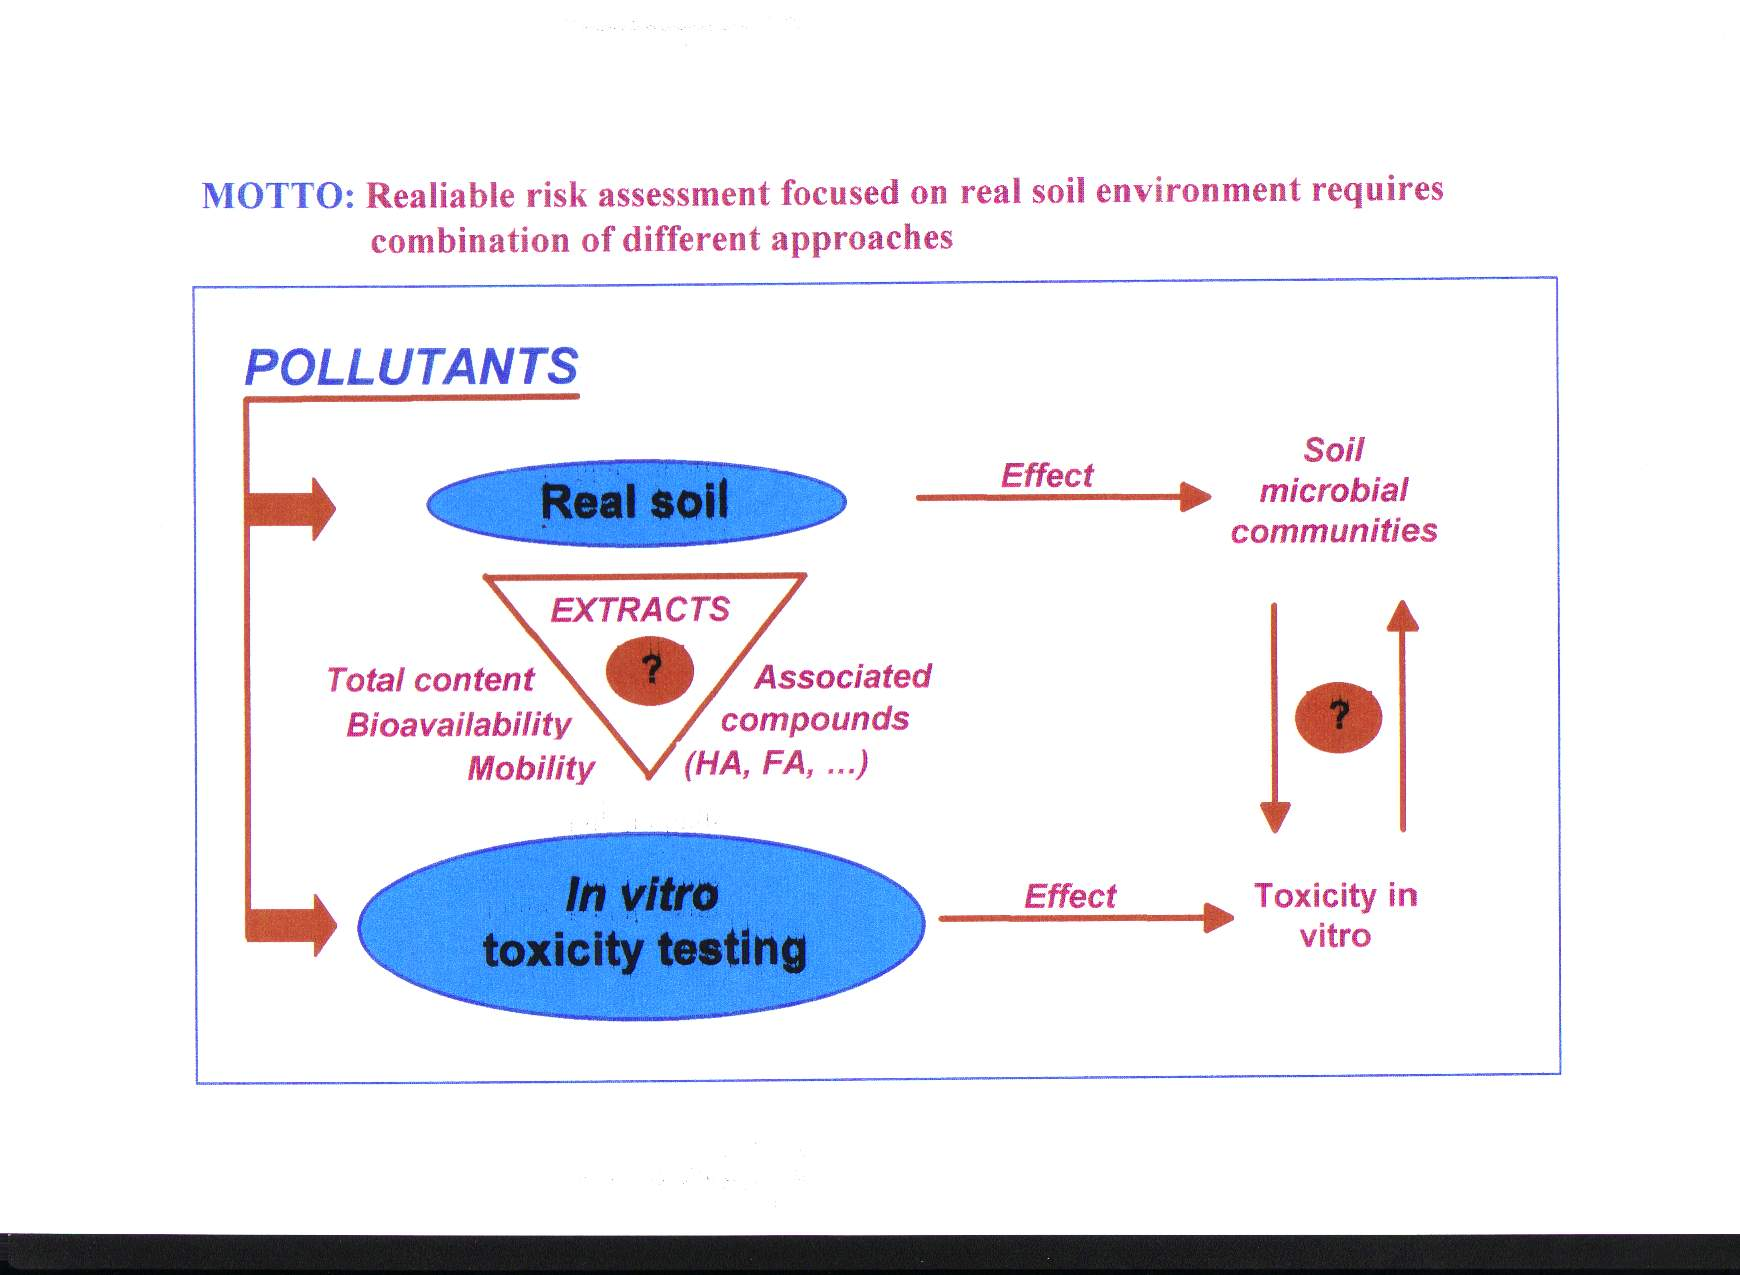 MOTTO: Realiable risk assessment focused on real soil environment requires
combination of different approaches
POLLUTANTS
Real soil
Effect
Soil
microbial
communities
EXTRACTS
?
Total content
Bioavailability
Mobility
Associated
compounds
(HA, FA, ...)
?
In vitro
toxicity testing
Effect
Toxicity in
vitro